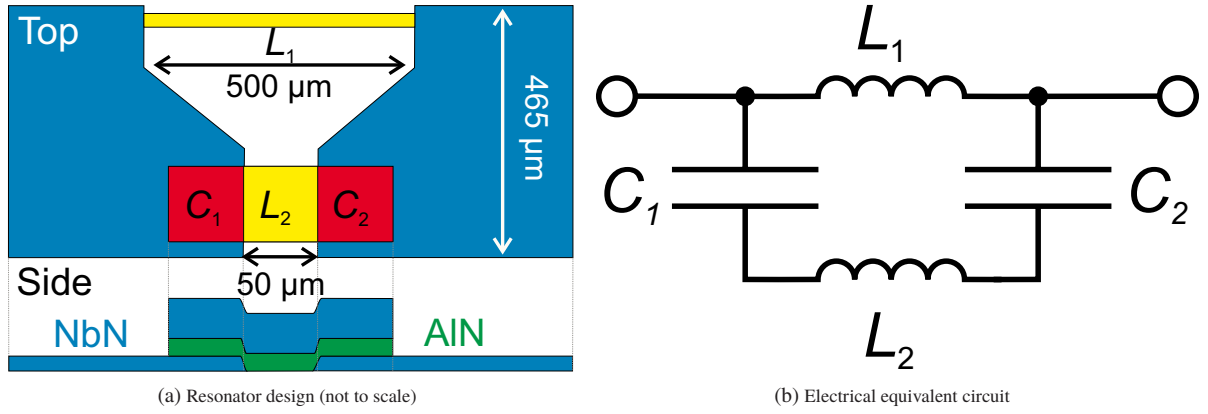 Top
L₁
500 µm
465 µm
C₁
L₂
C₂
50 µm
Side
NbN
AlN
(a) Resonator design (not to scale)
L₁
C₁
C₂
L₂
(b) Electrical equivalent circuit